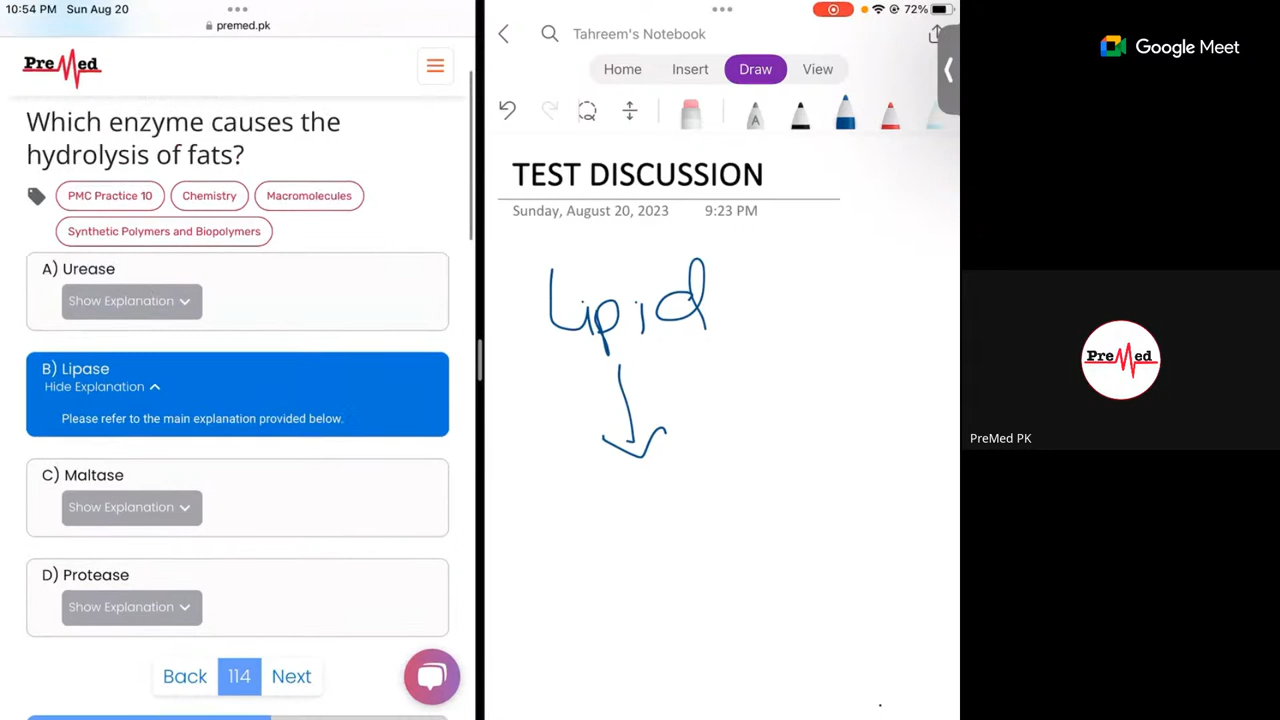 10:54 PM Sun Aug 20
premed.pk
PreMed
Which enzyme causes the
hydrolysis of fats?
PMC Practice 10
Chemistry
Macromolecules
Synthetic Polymers and Biopolymers
A) Urease
Show Explanation
B) Lipase
Hide Explanation
Please refer to the main explanation provided below.
C) Maltase
Show Explanation
D) Protease
Show Explanation
Back 114 Next
72%
Tahreem's Notebook
Home Insert Draw View
A
TEST DISCUSSION
Sunday, August 20, 2023 9:23 PM
Lipid
Google Meet
PreMed
PreMed PK